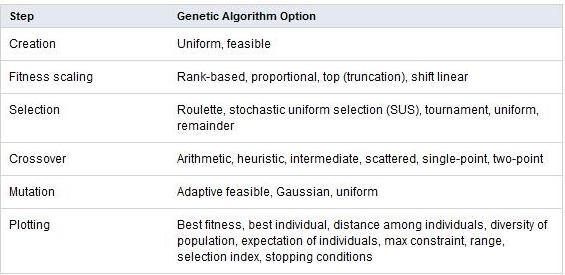 Step Genetic Algorithm Option
Creation Uniform, feasible
Fitness scaling Rank-based, proportional, top (truncation), shift linear
Selection Roulette, stochastic uniform selection (SUS), tournament, uniform,
remainder
Crossover Arithmetic, heuristic, intermediate, scattered, single-point, two-point
Mutation Adaptive feasible, Gaussian, uniform
Plotting Best fitness, best individual, distance among individuals, diversity of
population, expectation of individuals, max constraint, range,
selection index, stopping conditions